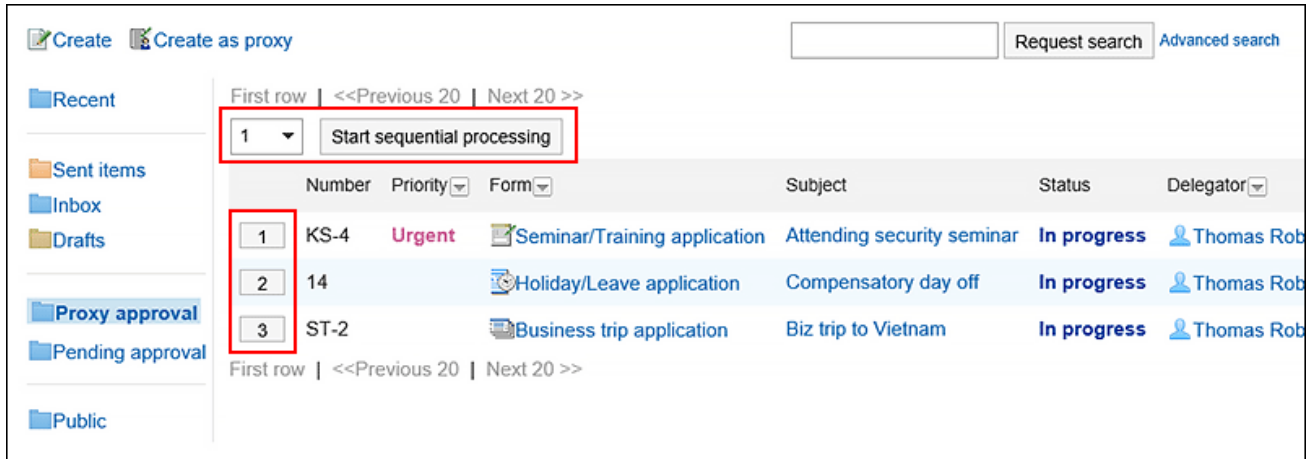 Create Create as proxy Request search Advanced search
Recent
First row | <<Previous 20 | Next 20 >>
1 Start sequential processing
Sent items
Inbox
Drafts
Proxy approval
Pending approval
Public
Number Priority Form Subject Status Delegator
1 KS-4 Urgent Seminar/Training application Attending security seminar In progress Thomas Rob
2 14 Holiday/Leave application Compensatory day off In progress Thomas Rob
3 ST-2 Business trip application Biz trip to Vietnam In progress Thomas Rob
First row | <<Previous 20 | Next 20 >>